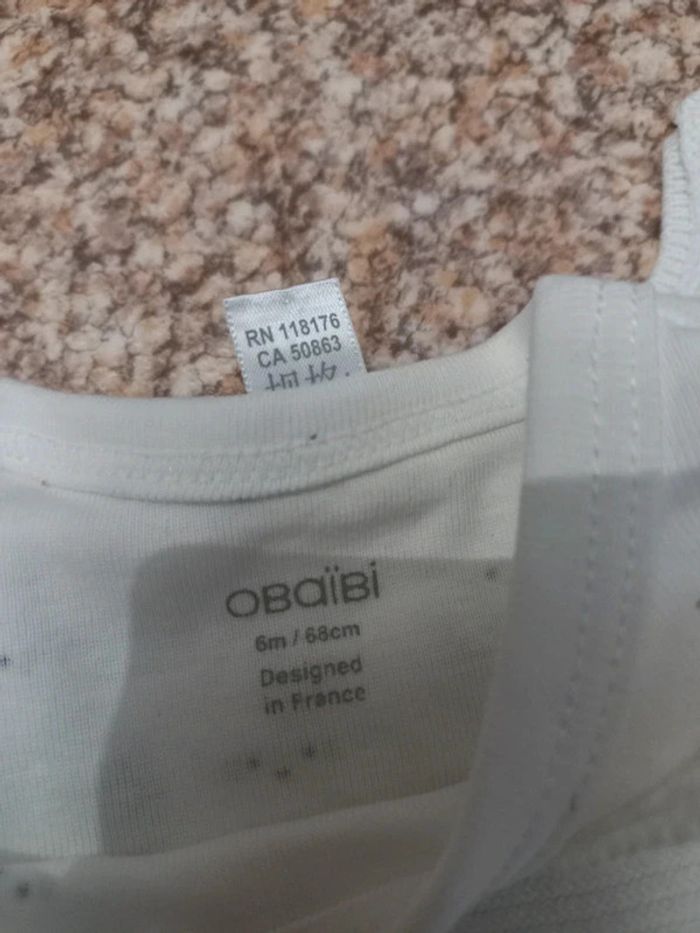 RN 118176
CA 50863
OBaïBi
6m / 68cm
Designed
in France